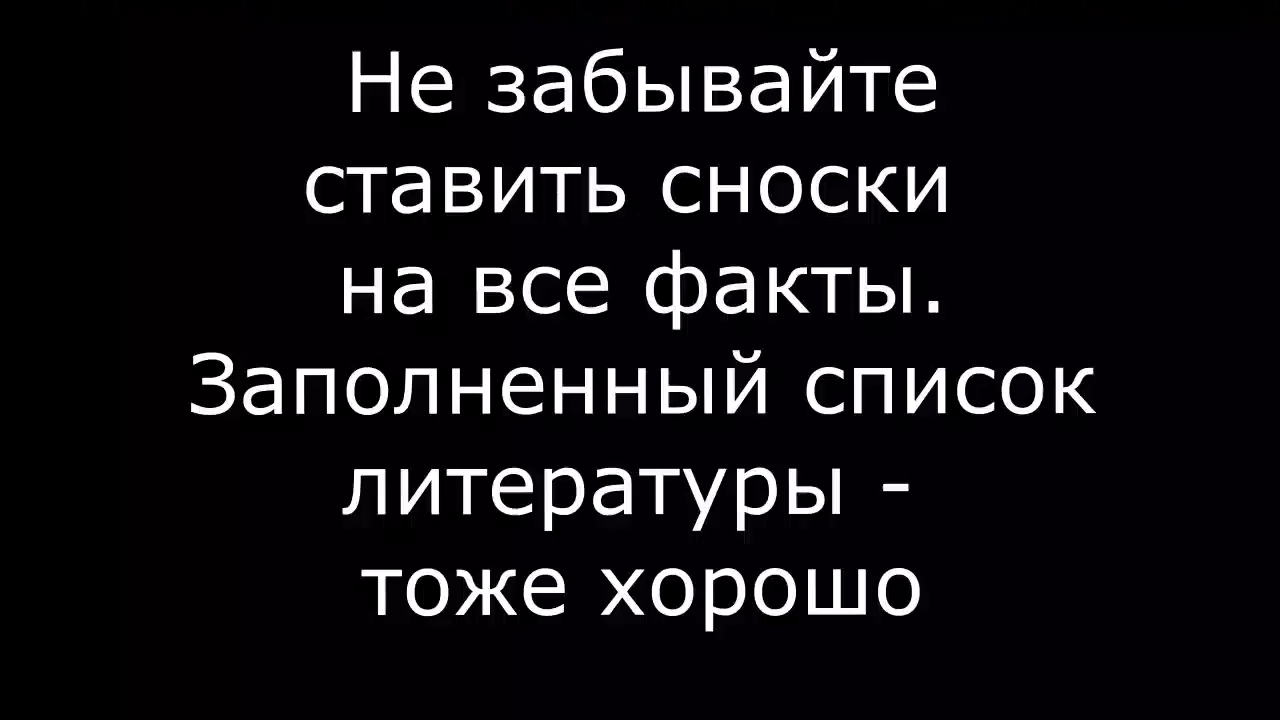 Не забывайте
ставить сноски
на все факты.
Заполненный список
литературы -
тоже хорошо